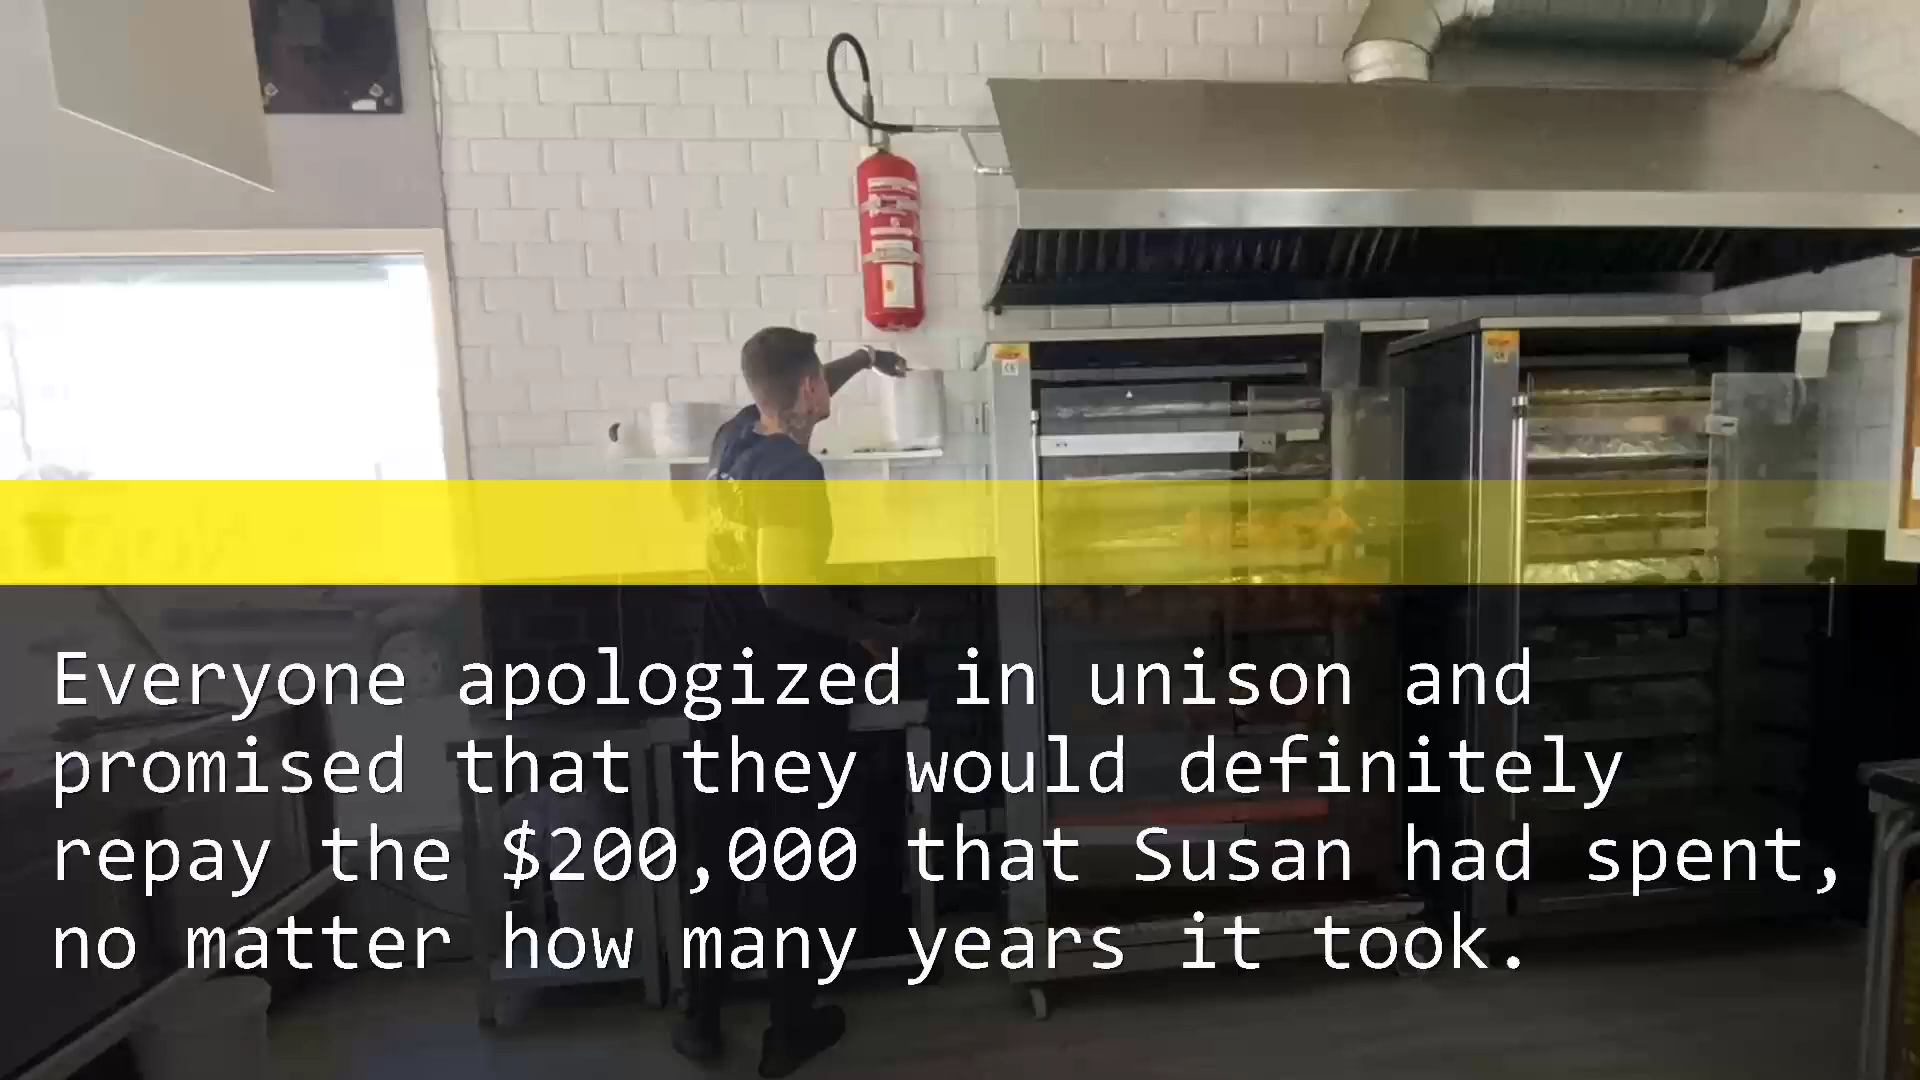 Everyone apologized in unison and
promised that they would definitely
repay the $200,000 that Susan had spent,
no matter how many years it took.